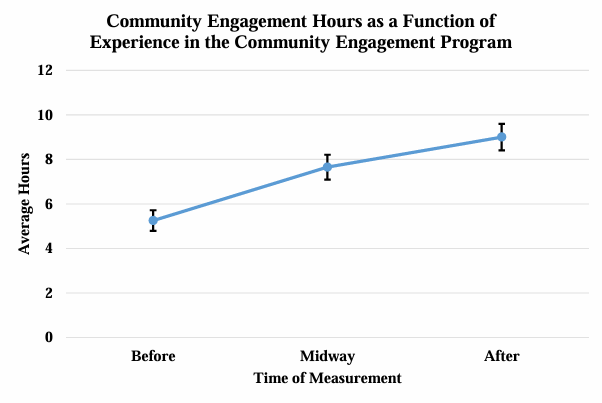 Community Engagement Hours as a Function of
Experience in the Community Engagement Program
12
10
8
6
4
2
0
Average Hours
Before Midway After
Time of Measurement